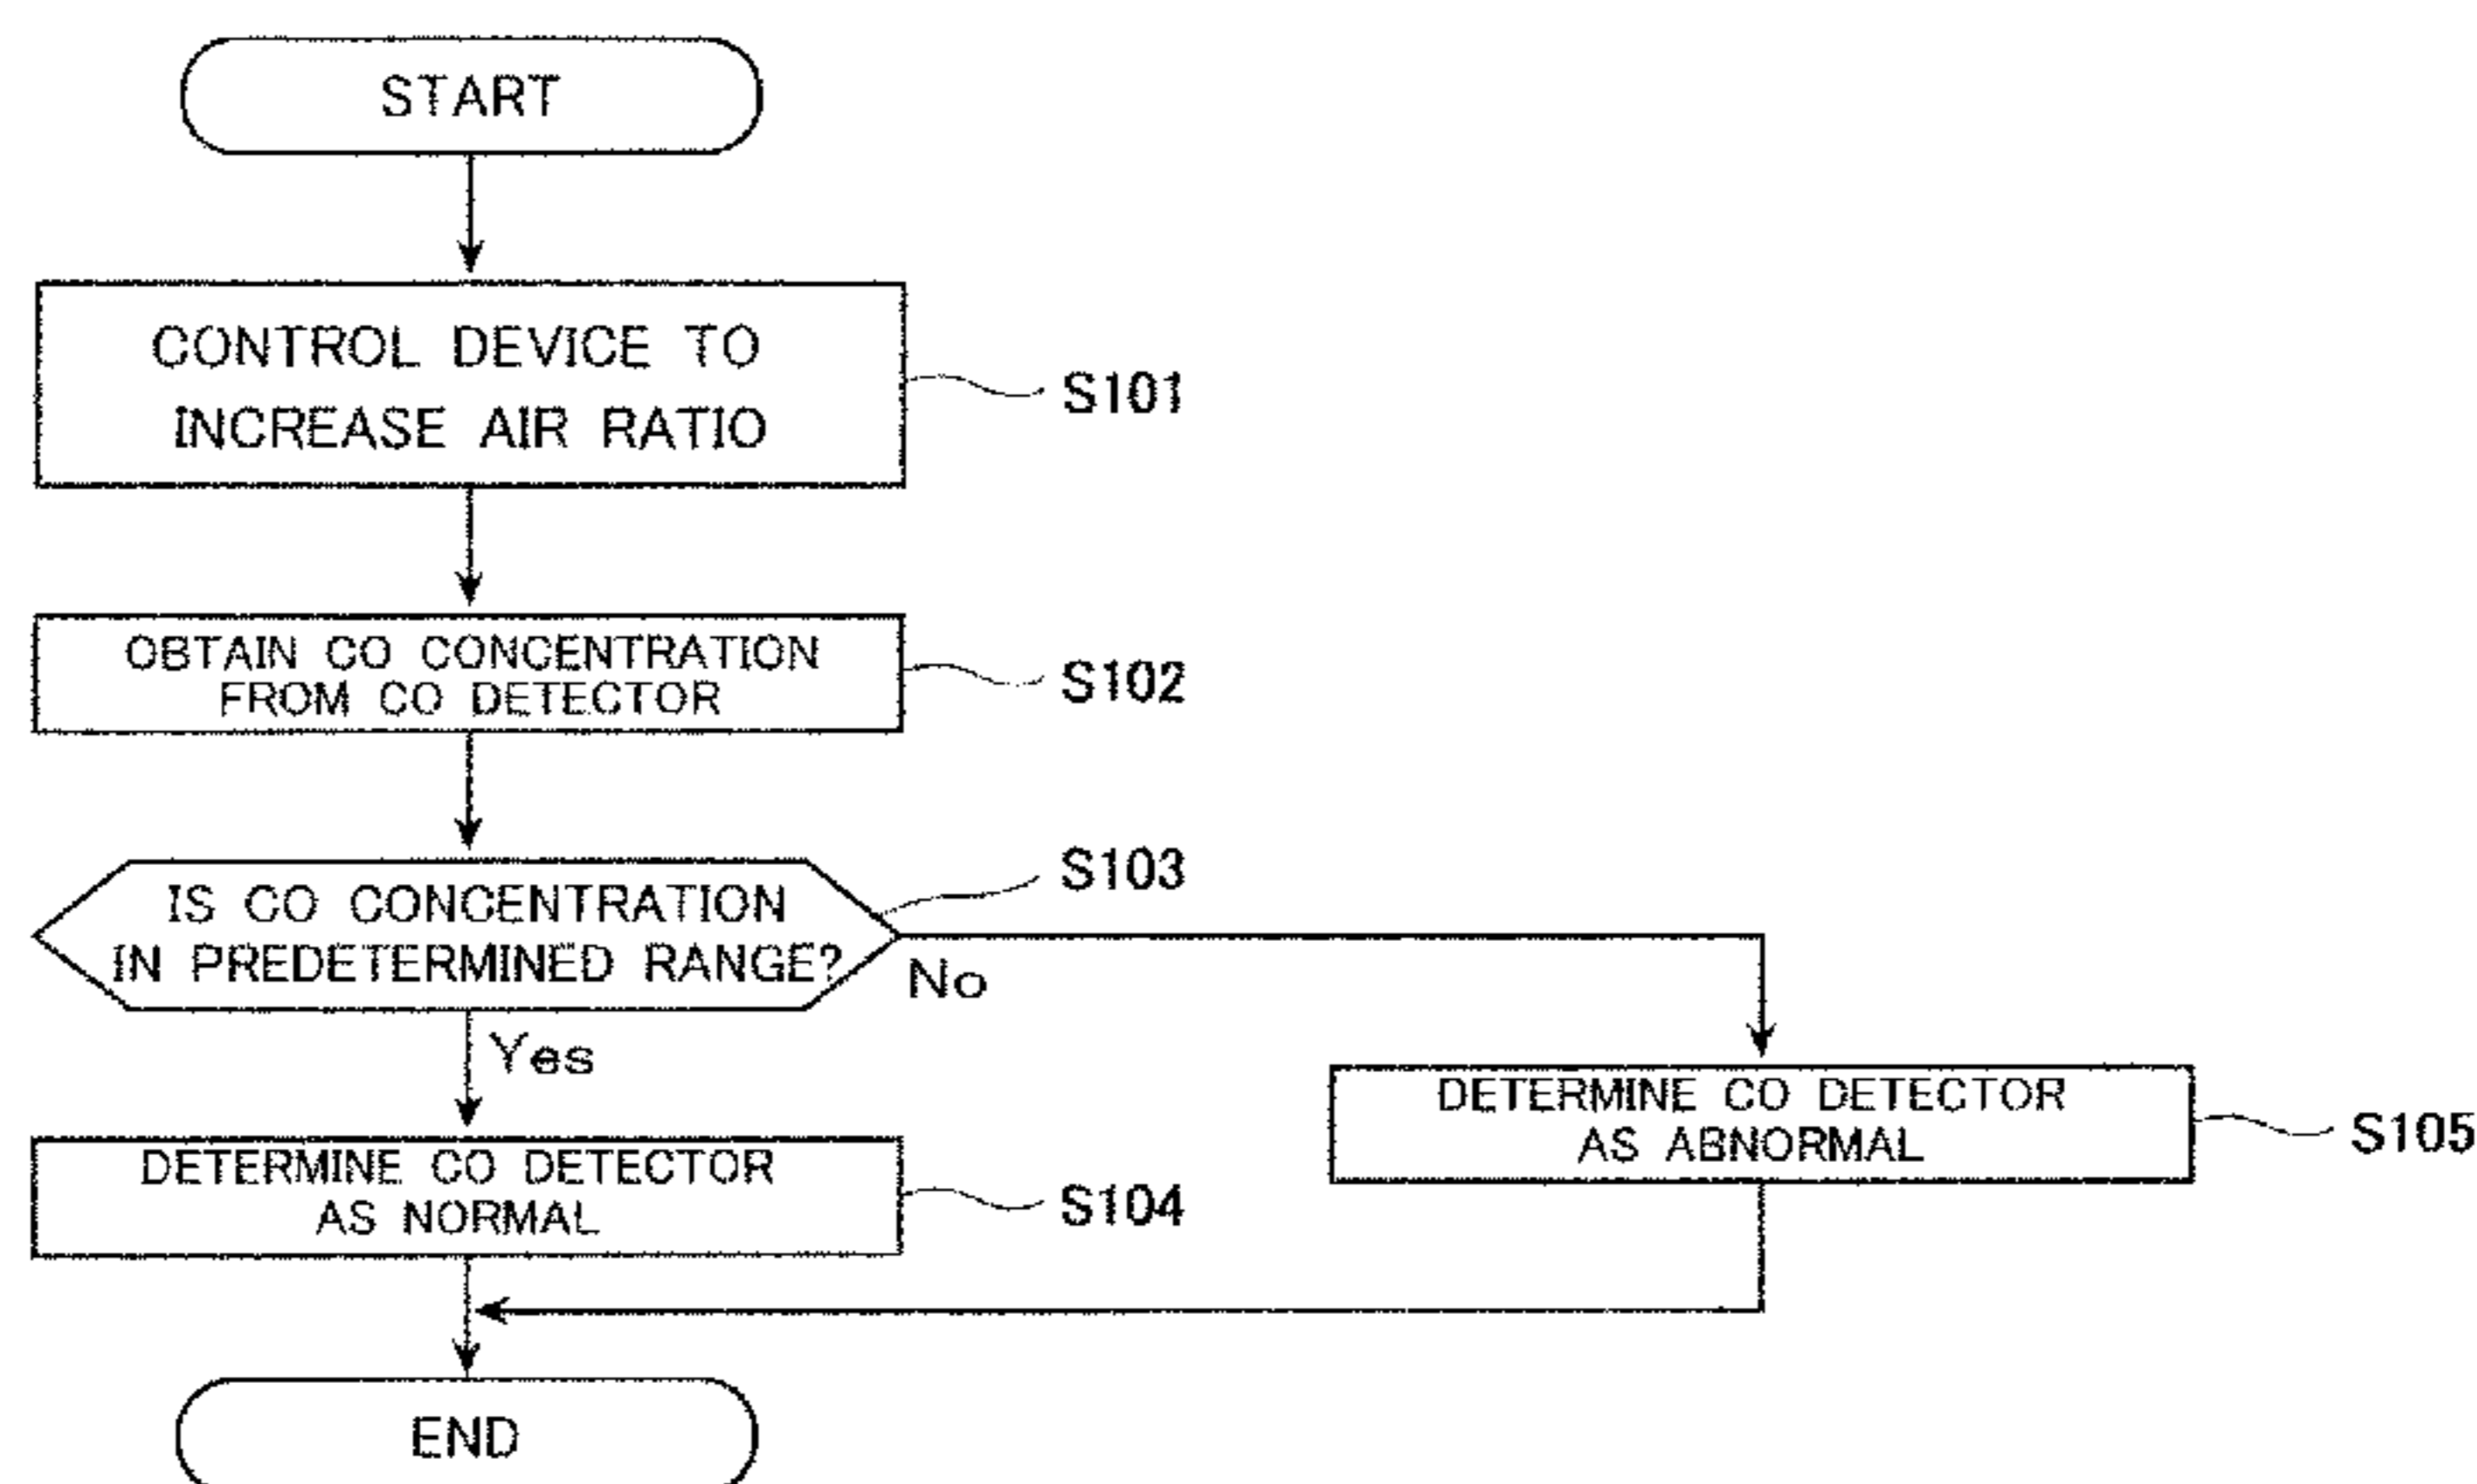 START
CONTROL DEVICE TO
INCREASE AIR RATIO
S101
OBTAIN CO CONCENTRATION
FROM CO DETECTOR
S102
IS CO CONCENTRATION
IN PREDETERMINED RANGE?
S103
No
Yes
DETERMINE CO DETECTOR
AS NORMAL
S104
DETERMINE CO DETECTOR
AS ABNORMAL
S105
END